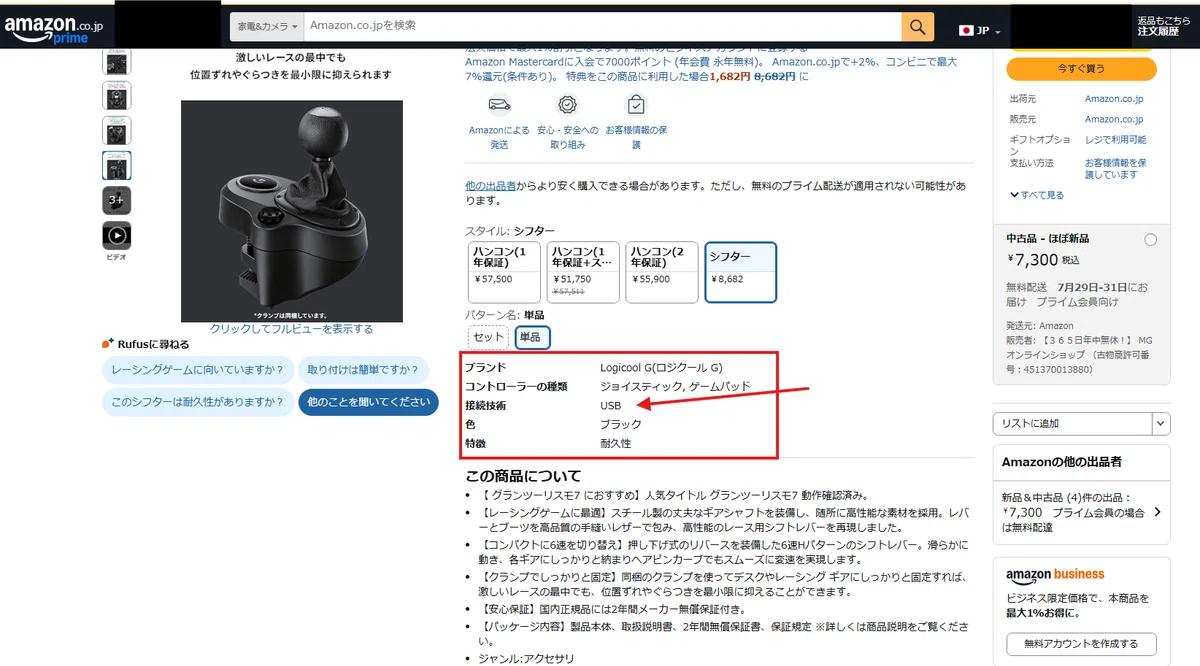 amazon.co.jp
prime
家電&カメラ
Amazon.co.jpを検索
JP
返品もこちら
注文履歴
激しいレースの最中でも
位置ずれやぐらつきを最小限に抑えられます
*クランプは同梱しています。
クリックしてフルビューを表示する
3+
ビデオ
Rufusに尋ねる
レーシングゲームに向いていますか?
取り付けは簡単ですか?
このシフターは耐久性がありますか?
他のことを聞いてください
Amazon Mastercardに入会で7000ポイント (年会費 永年無料)。 Amazon.co.jpで+2%、コンビニで最大
7%還元(条件あり)。 特典をこの商品に利用した場合1,682円 8,682円 に
Amazonによる
発送
安心・安全への
取り組み
お客様情報の保
護
他の出品者からより安く購入できる場合があります。ただし、無料のプライム配送が適用されない可能性があ
ります。
スタイル: シフター
ハンコン(1
年保証)
¥57,500
ハンコン(1
年保証+ス…
¥51,750
¥57,511
ハンコン(2
年保証)
¥55,900
シフター
¥8,682
パターン名: 単品
セット
単品
ブランド Logicool G(ロジクール G)
コントローラーの種類 ジョイスティック, ゲームパッド
接続技術 USB
色 ブラック
特徴 耐久性
この商品について
• 【 グランツーリスモ7 におすすめ】人気タイトル グランツーリスモ7 動作確認済み。
• 【レーシングゲームに最適】スチール製の丈夫なギアシャフトを装備し、随所に高性能な素材を採用。レバ
ーとブーツを高品質の手縫いレザーで包み、高性能のレース用シフトレバーを再現しました。
• 【コンパクトに6速を切り替え】押し下げ式のリバースを装備した6速Hパターンのシフトレバー。滑らかに
動き、各ギアにしっかりと納まりヘアピンカーブでもスムーズに変速を実現します。
• 【クランプでしっかりと固定】同梱のクランプを使ってデスクやレーシング ギアにしっかりと固定すれば、
激しいレースの最中でも、位置ずれやぐらつきを最小限に抑えることができます。
• 【安心保証】国内正規品には2年間メーカー無償保証付き。
• 【パッケージ内容】製品本体、取扱説明書、2年間無償保証書、保証規定 ※詳しくは商品説明をご覧くださ
い。
• ジャンル:アクセサリ
今すぐ買う
出荷元 Amazon.co.jp
販売元 Amazon.co.jp
ギフトオプショ
ン
レジで利用可能
支払い方法
お客様情報を保
護しています
すべて見る
中古品 - ほぼ新品
¥7,300 税込
無料配送 7月29日-31日にお
届け プライム会員向け
発送元: Amazon
販売者: 【365日年中無休!】 MG
オンラインショップ (古物商許可番
号: 451370013880)
リストに追加
Amazonの他の出品者
新品&中古品 (4)件の出品:
¥7,300 プライム会員の場合
は無料配達
amazon business
ビジネス限定価格で、本商品を
最大1%お得に。
無料アカウントを作成する